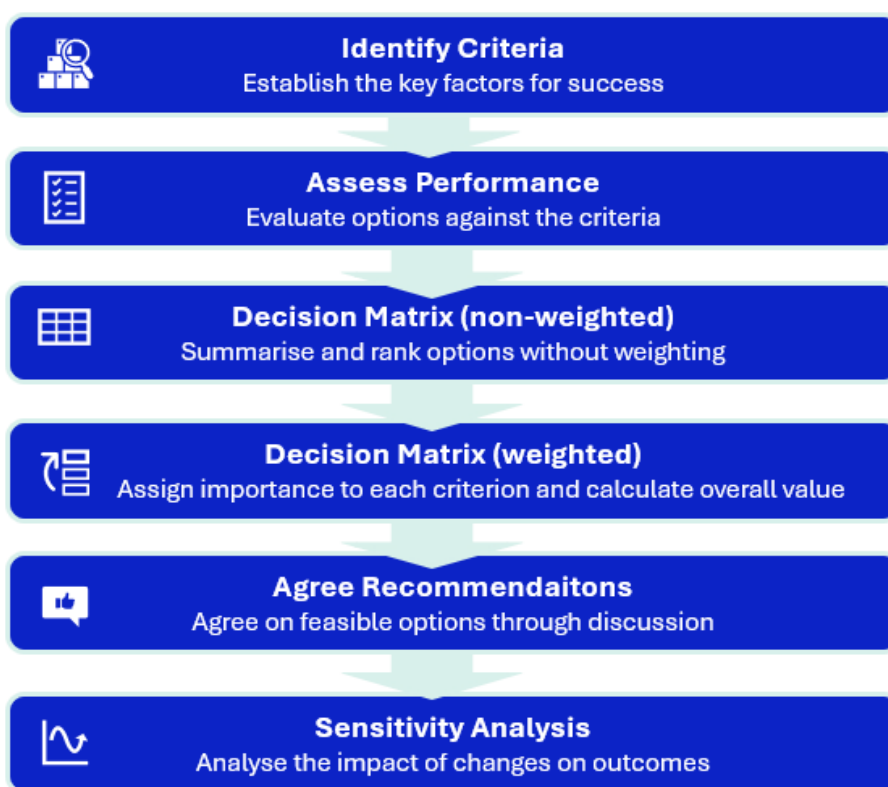 Identify Criteria
Establish the key factors for success
Assess Performance
Evaluate options against the criteria
Decision Matrix (non-weighted)
Summarise and rank options without weighting
Decision Matrix (weighted)
Assign importance to each criterion and calculate overall value
Agree Recommendaitons
Agree on feasible options through discussion
Sensitivity Analysis
Analyse the impact of changes on outcomes